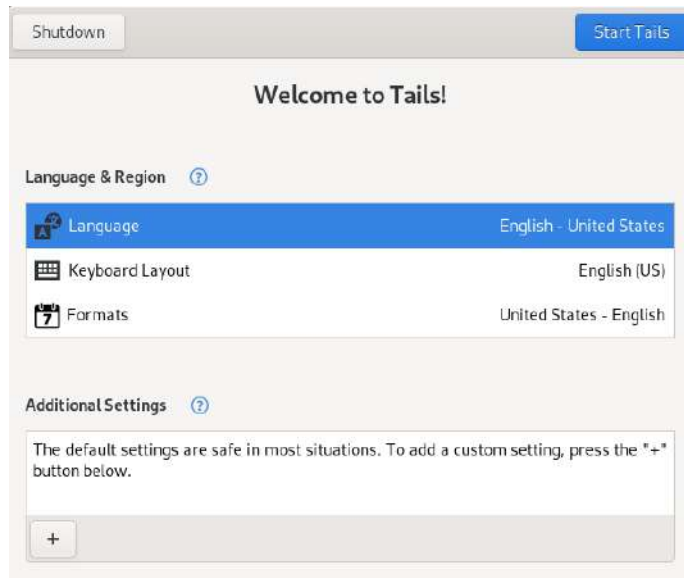 Shutdown
Start Tails
Welcome to Tails!
Language & Region ?
Language English - United States
Keyboard Layout English (US)
7 Formats United States - English
Additional Settings ?
The default settings are safe in most situations. To add a custom setting, press the "+"
button below.
+